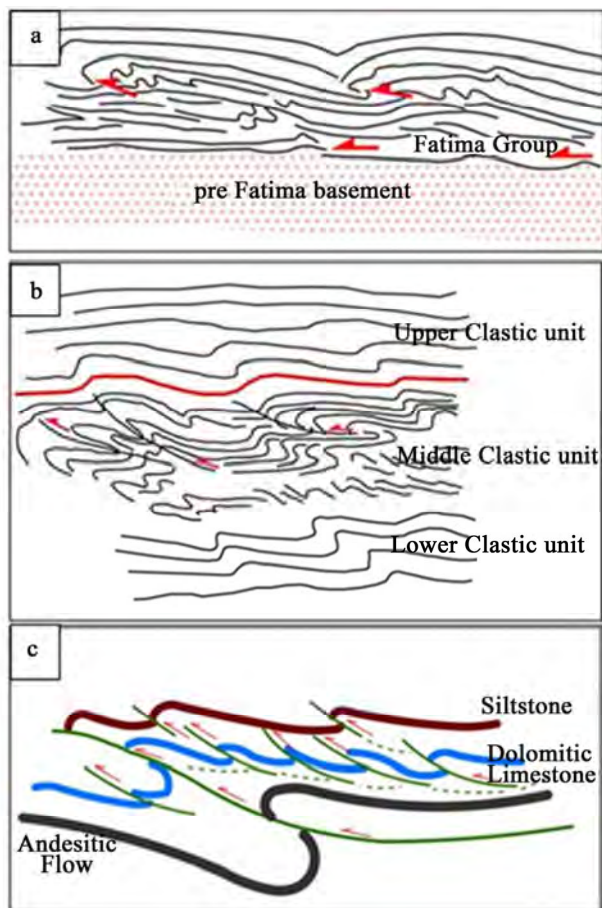 a
Fatima Group
pre Fatima basement
b
Upper Clastic unit
Middle Clastic unit
Lower Clastic unit
c
Siltstone
Dolomitic
Limestone
Andesitic
Flow